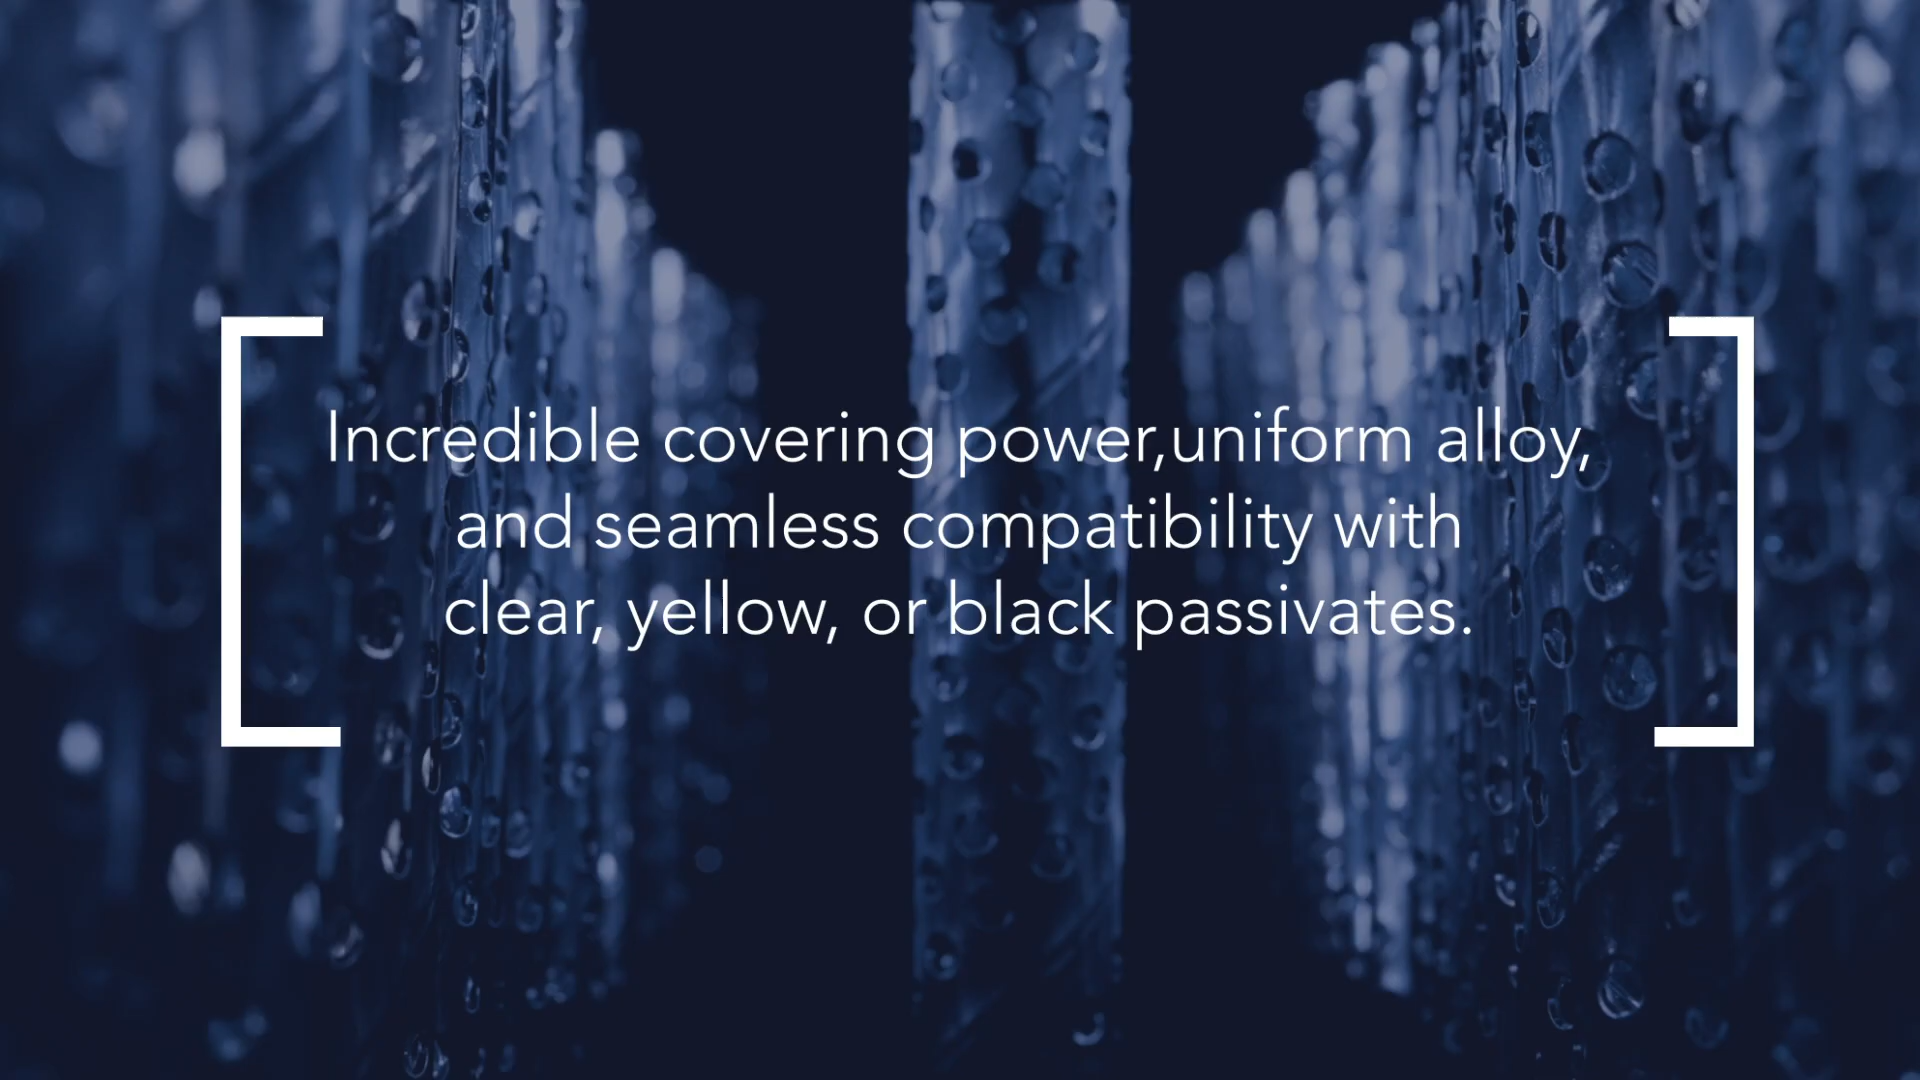 Incredible covering power,uniform alloy,
and seamless compatibility with
clear, yellow, or black passivates.